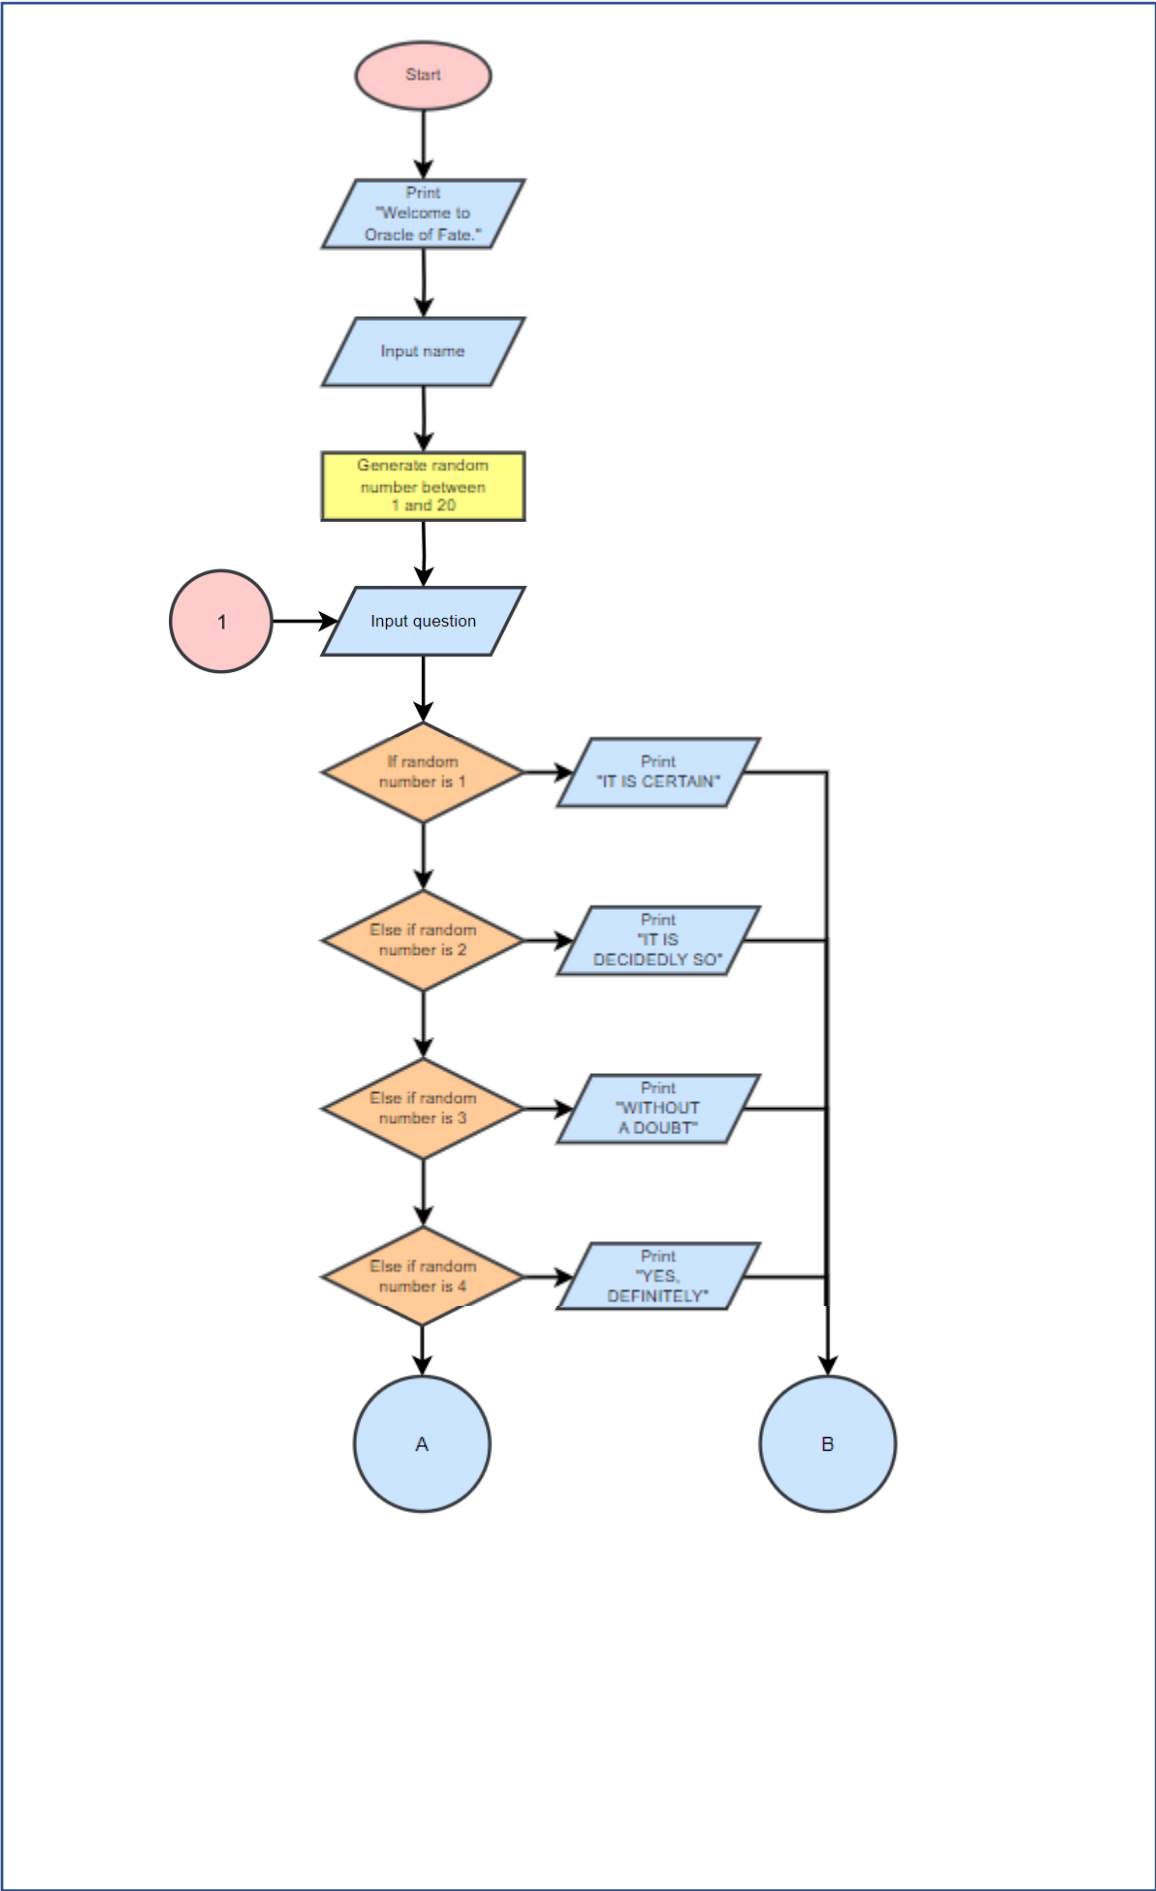 Start
Print
"Welcome to
Oracle of Fate."
Input name
Generate random
number between
1 and 20
1
Input question
If random
number is 1
Print
"IT IS CERTAIN"
Else if random
number is 2
Print
"IT IS
DECIDEDLY SO"
Else if random
number is 3
Print
"WITHOUT
A DOUBT"
Else if random
number is 4
Print
"YES,
DEFINITELY"
A
B